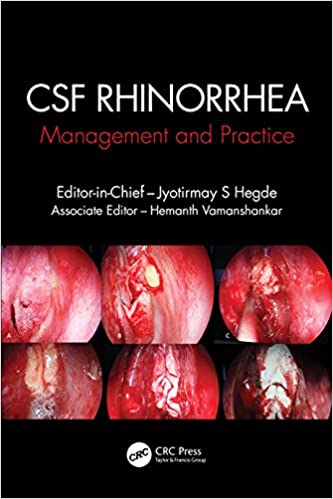 CSF RHINORRHEA
Management and Practice
Editor-in-Chief – Jyotirmay S Hegde
Associate Editor – Hemanth Vamanshankar
A
B
C
CRC
CRC Press
Taylor & Francis Group